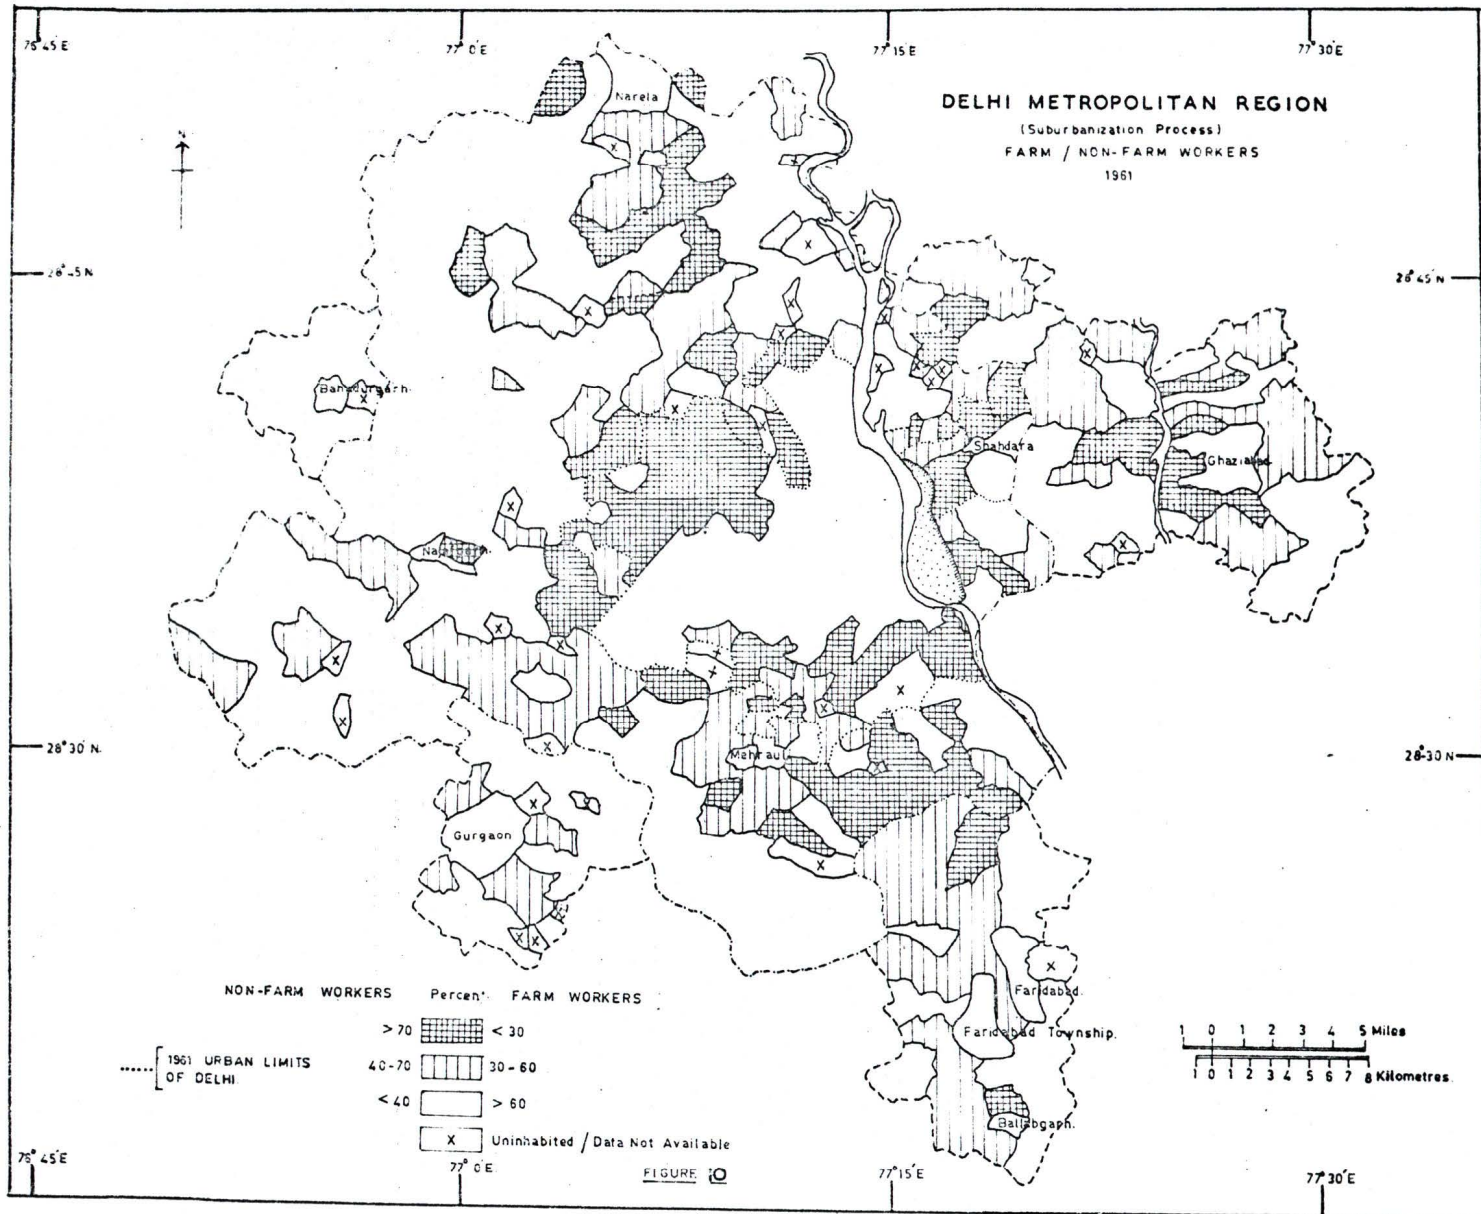 75°45'E
77°0'E
77°15'E
77°30'E
DELHI METROPOLITAN REGION
(Suburbanization Process)
FARM / NON-FARM WORKERS
1961
N
Narela
28°45 N
28°45'N
Bahadurgarh.
Shahdara
Ghaziabad
Najafgarh.
28°30 N.
28-30 N
Mehrauli
Gurgaon
Faridabad.
Faridabad Township.
Ballabgaph.
NON-FARM WORKERS Percent. FARM WORKERS
>70 <30
40-70 30-60
<40 >60
X Uninhabited / Data Not Available
1961 URBAN LIMITS
OF DELHI.
1 0 1 2 3 4 5 Miles
1 0 1 2 3 4 5 6 7 8 Kilometres.
FIGURE 10
76°45'E
77°0'E
77°15'E
77°30'E